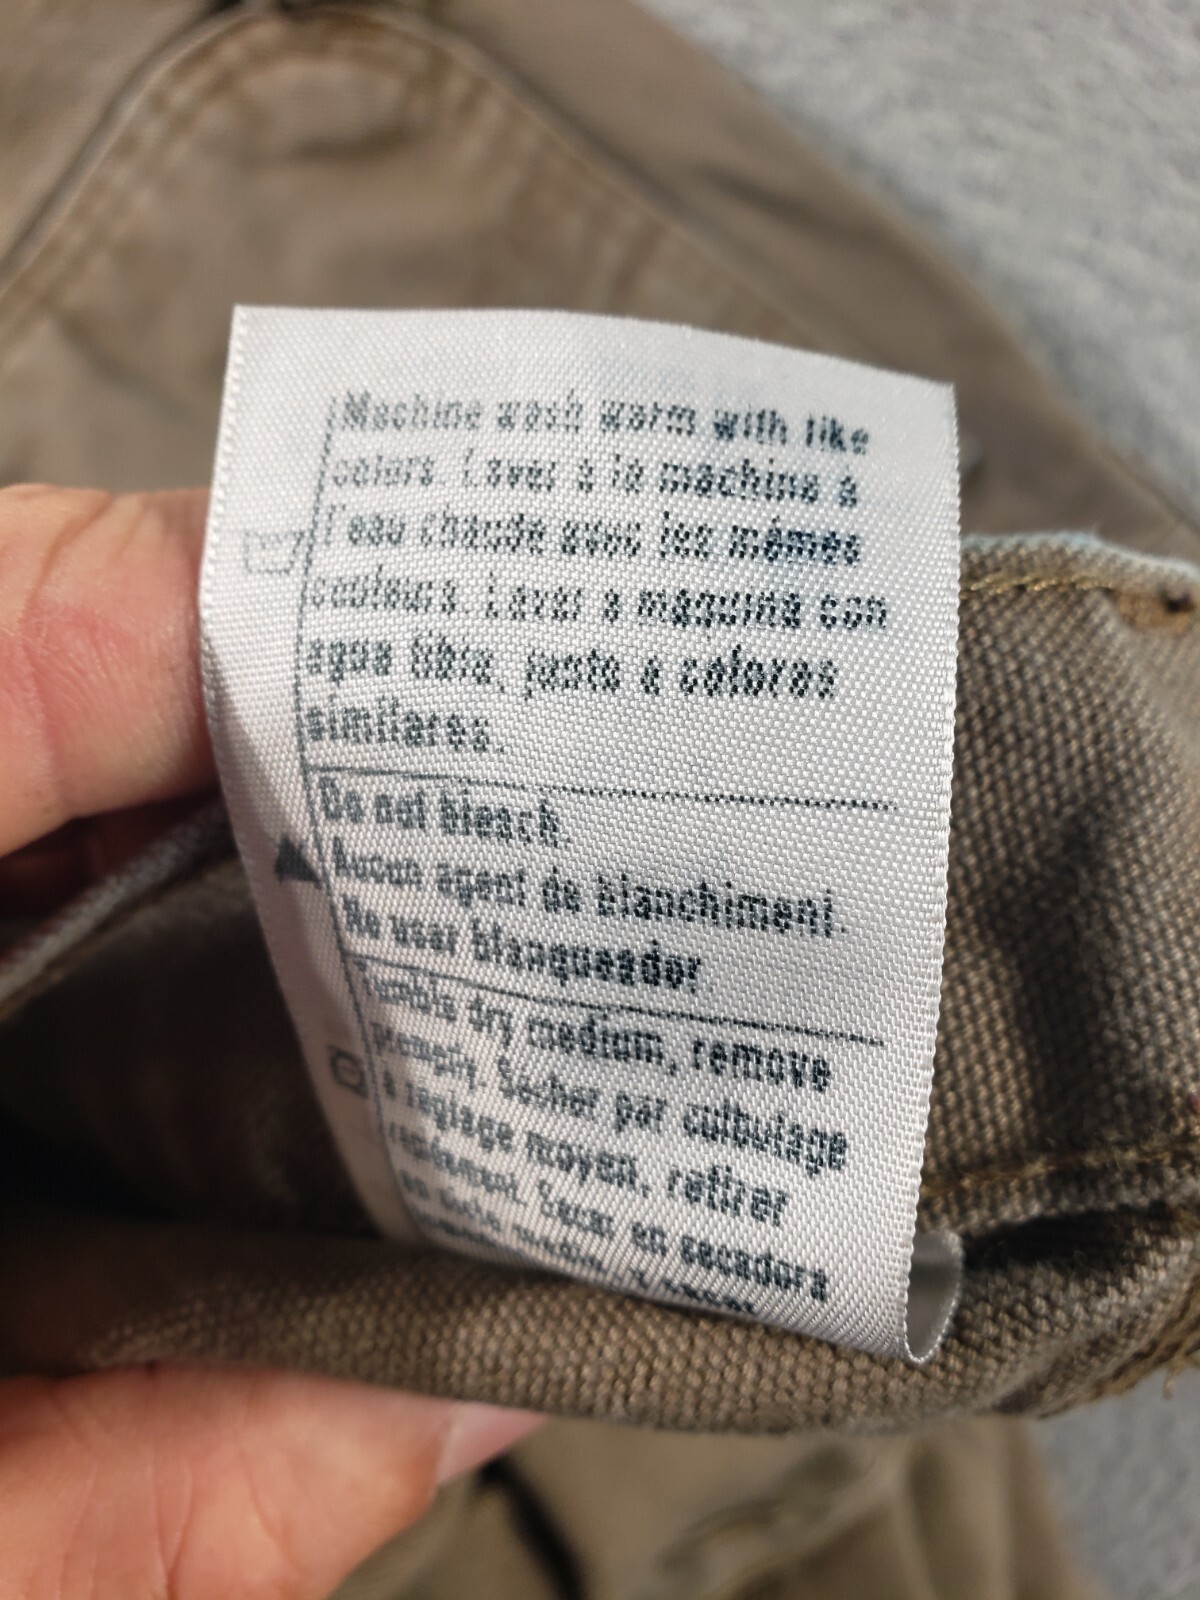 Machine wash warm with like
colors. Laver à la machine à
l'eau chaude avec les mêmes
couleurs. Lavar a maquina con
agua tibia, junto a colores
similares.
Do not bleach.
Aucun agent de blanchiment.
No usar blanqueador
Tumble dry medium, remove
Promptly. Sécher par culbutage
à réglage moyen, retirer
Secar en secadora